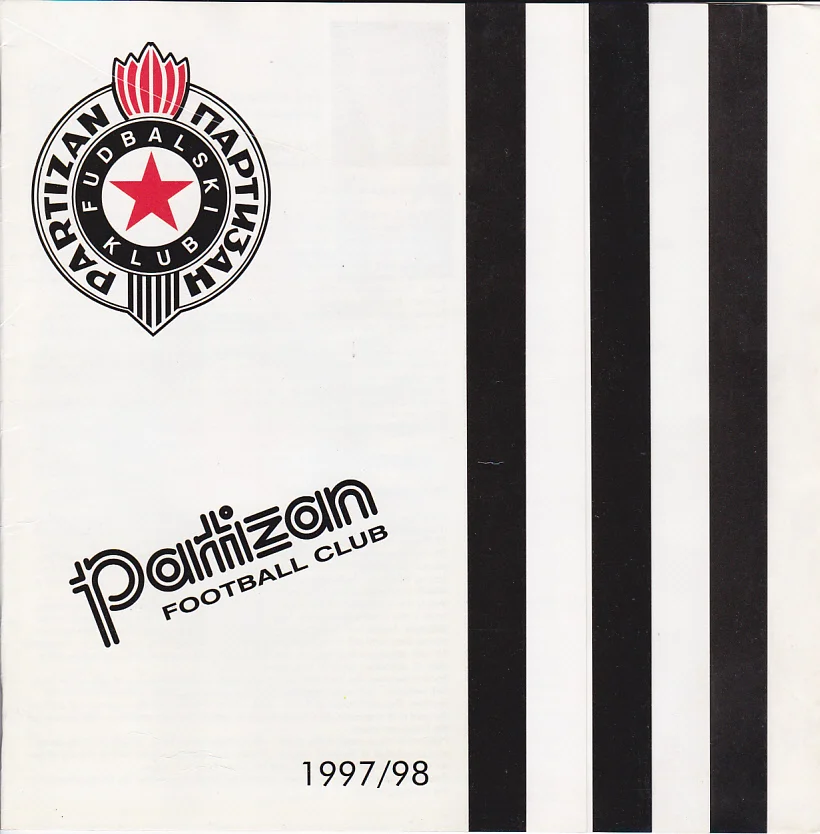 PARTIZAN ПАРТИЗАН
FUDBALSKI
KLUB
Partizan
FOOTBALL CLUB
1997/98